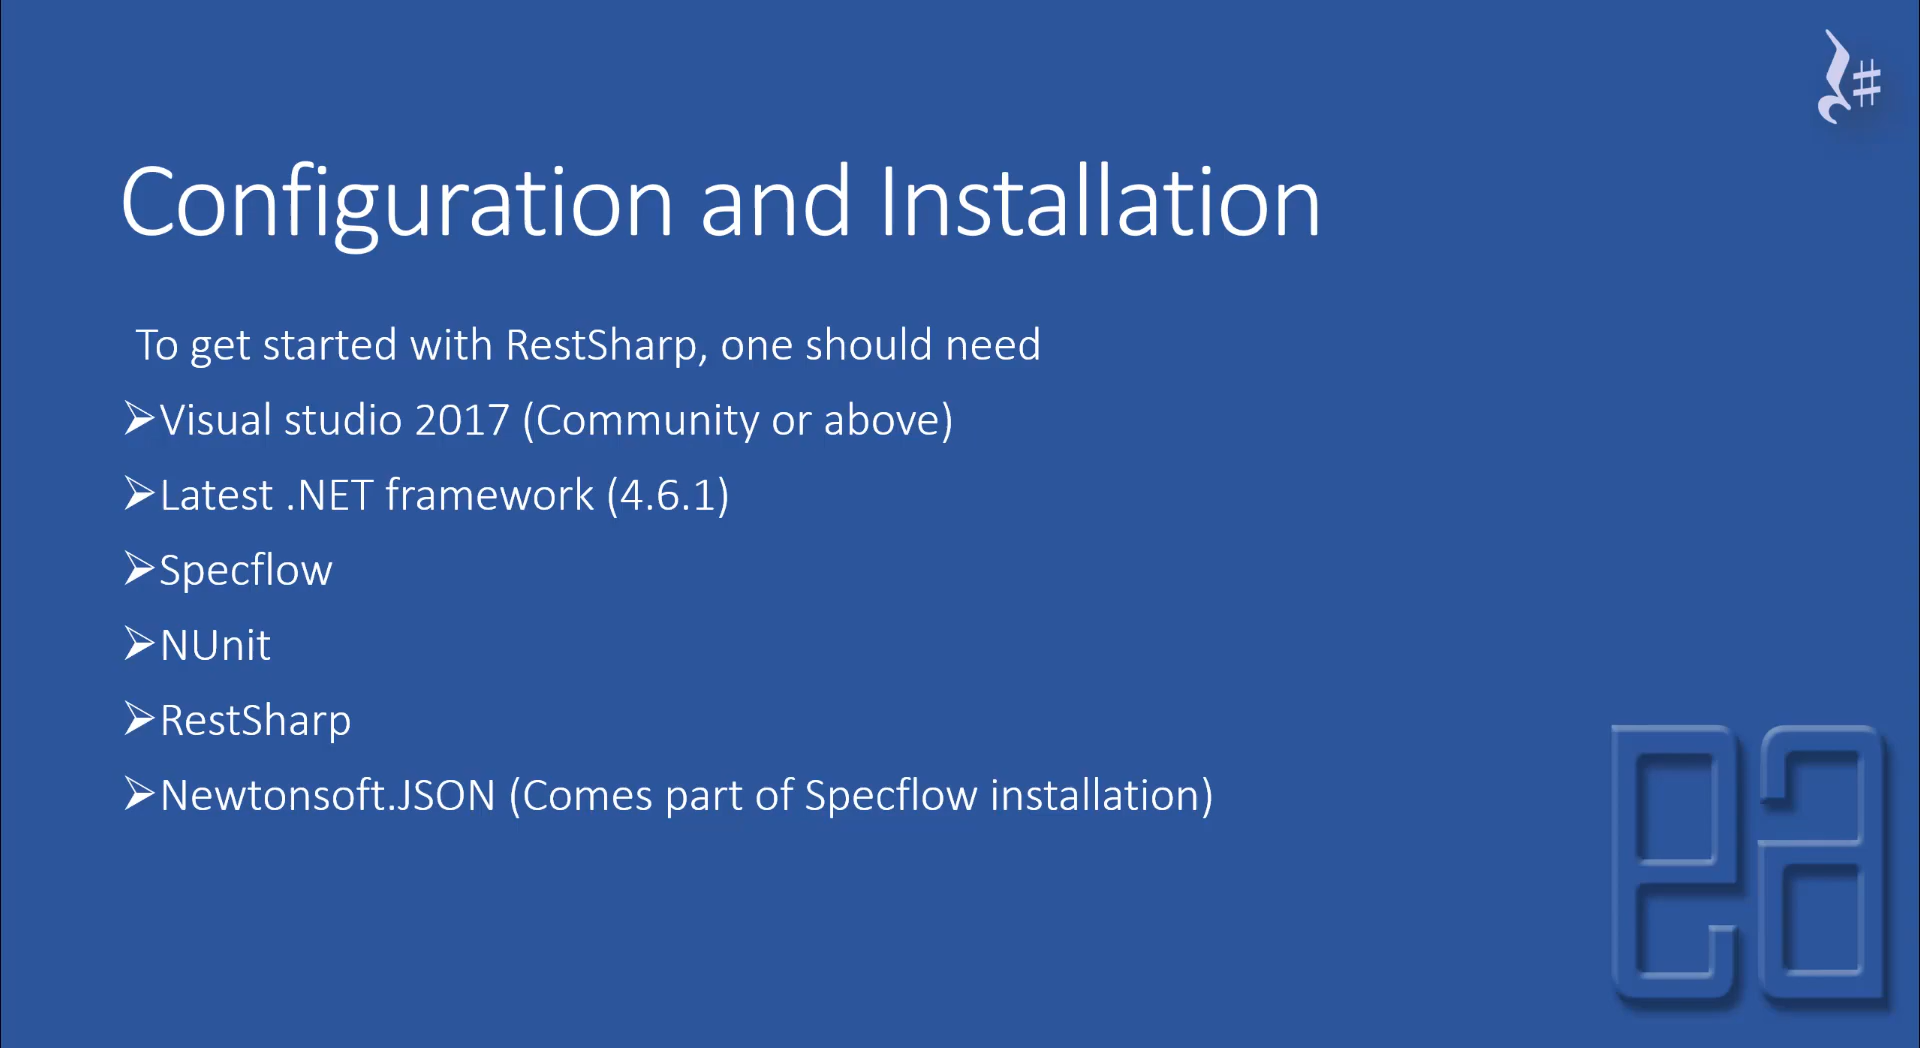 Configuration and Installation
To get started with RestSharp, one should need
➢Visual studio 2017 (Community or above)
➢Latest .NET framework (4.6.1)
➢Specflow
➢NUnit
➢RestSharp
➢Newtonsoft.JSON (Comes part of Specflow installation)
ea